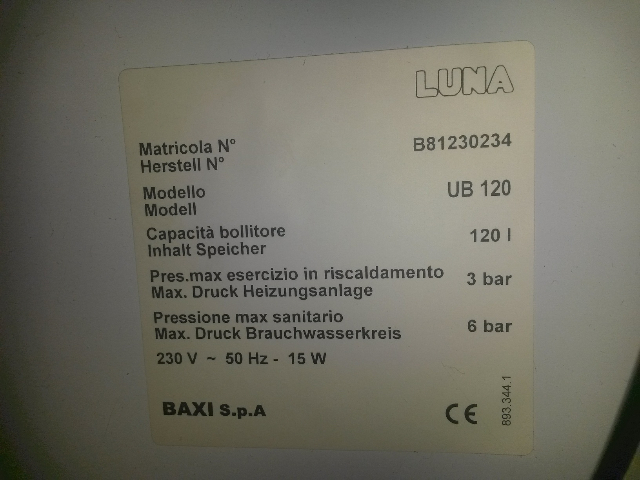 LUNA
Matricola N° B81230234
Herstell N°
Modello UB 120
Modell
Capacità bollitore 120 l
Inhalt Speicher
Pres.max esercizio in riscaldamento 3 bar
Max. Druck Heizungsanlage
Pressione max sanitario 6 bar
Max. Druck Brauchwasserkreis
230 V ~ 50 Hz - 15 W
BAXI S.p.A CE
893.344.1